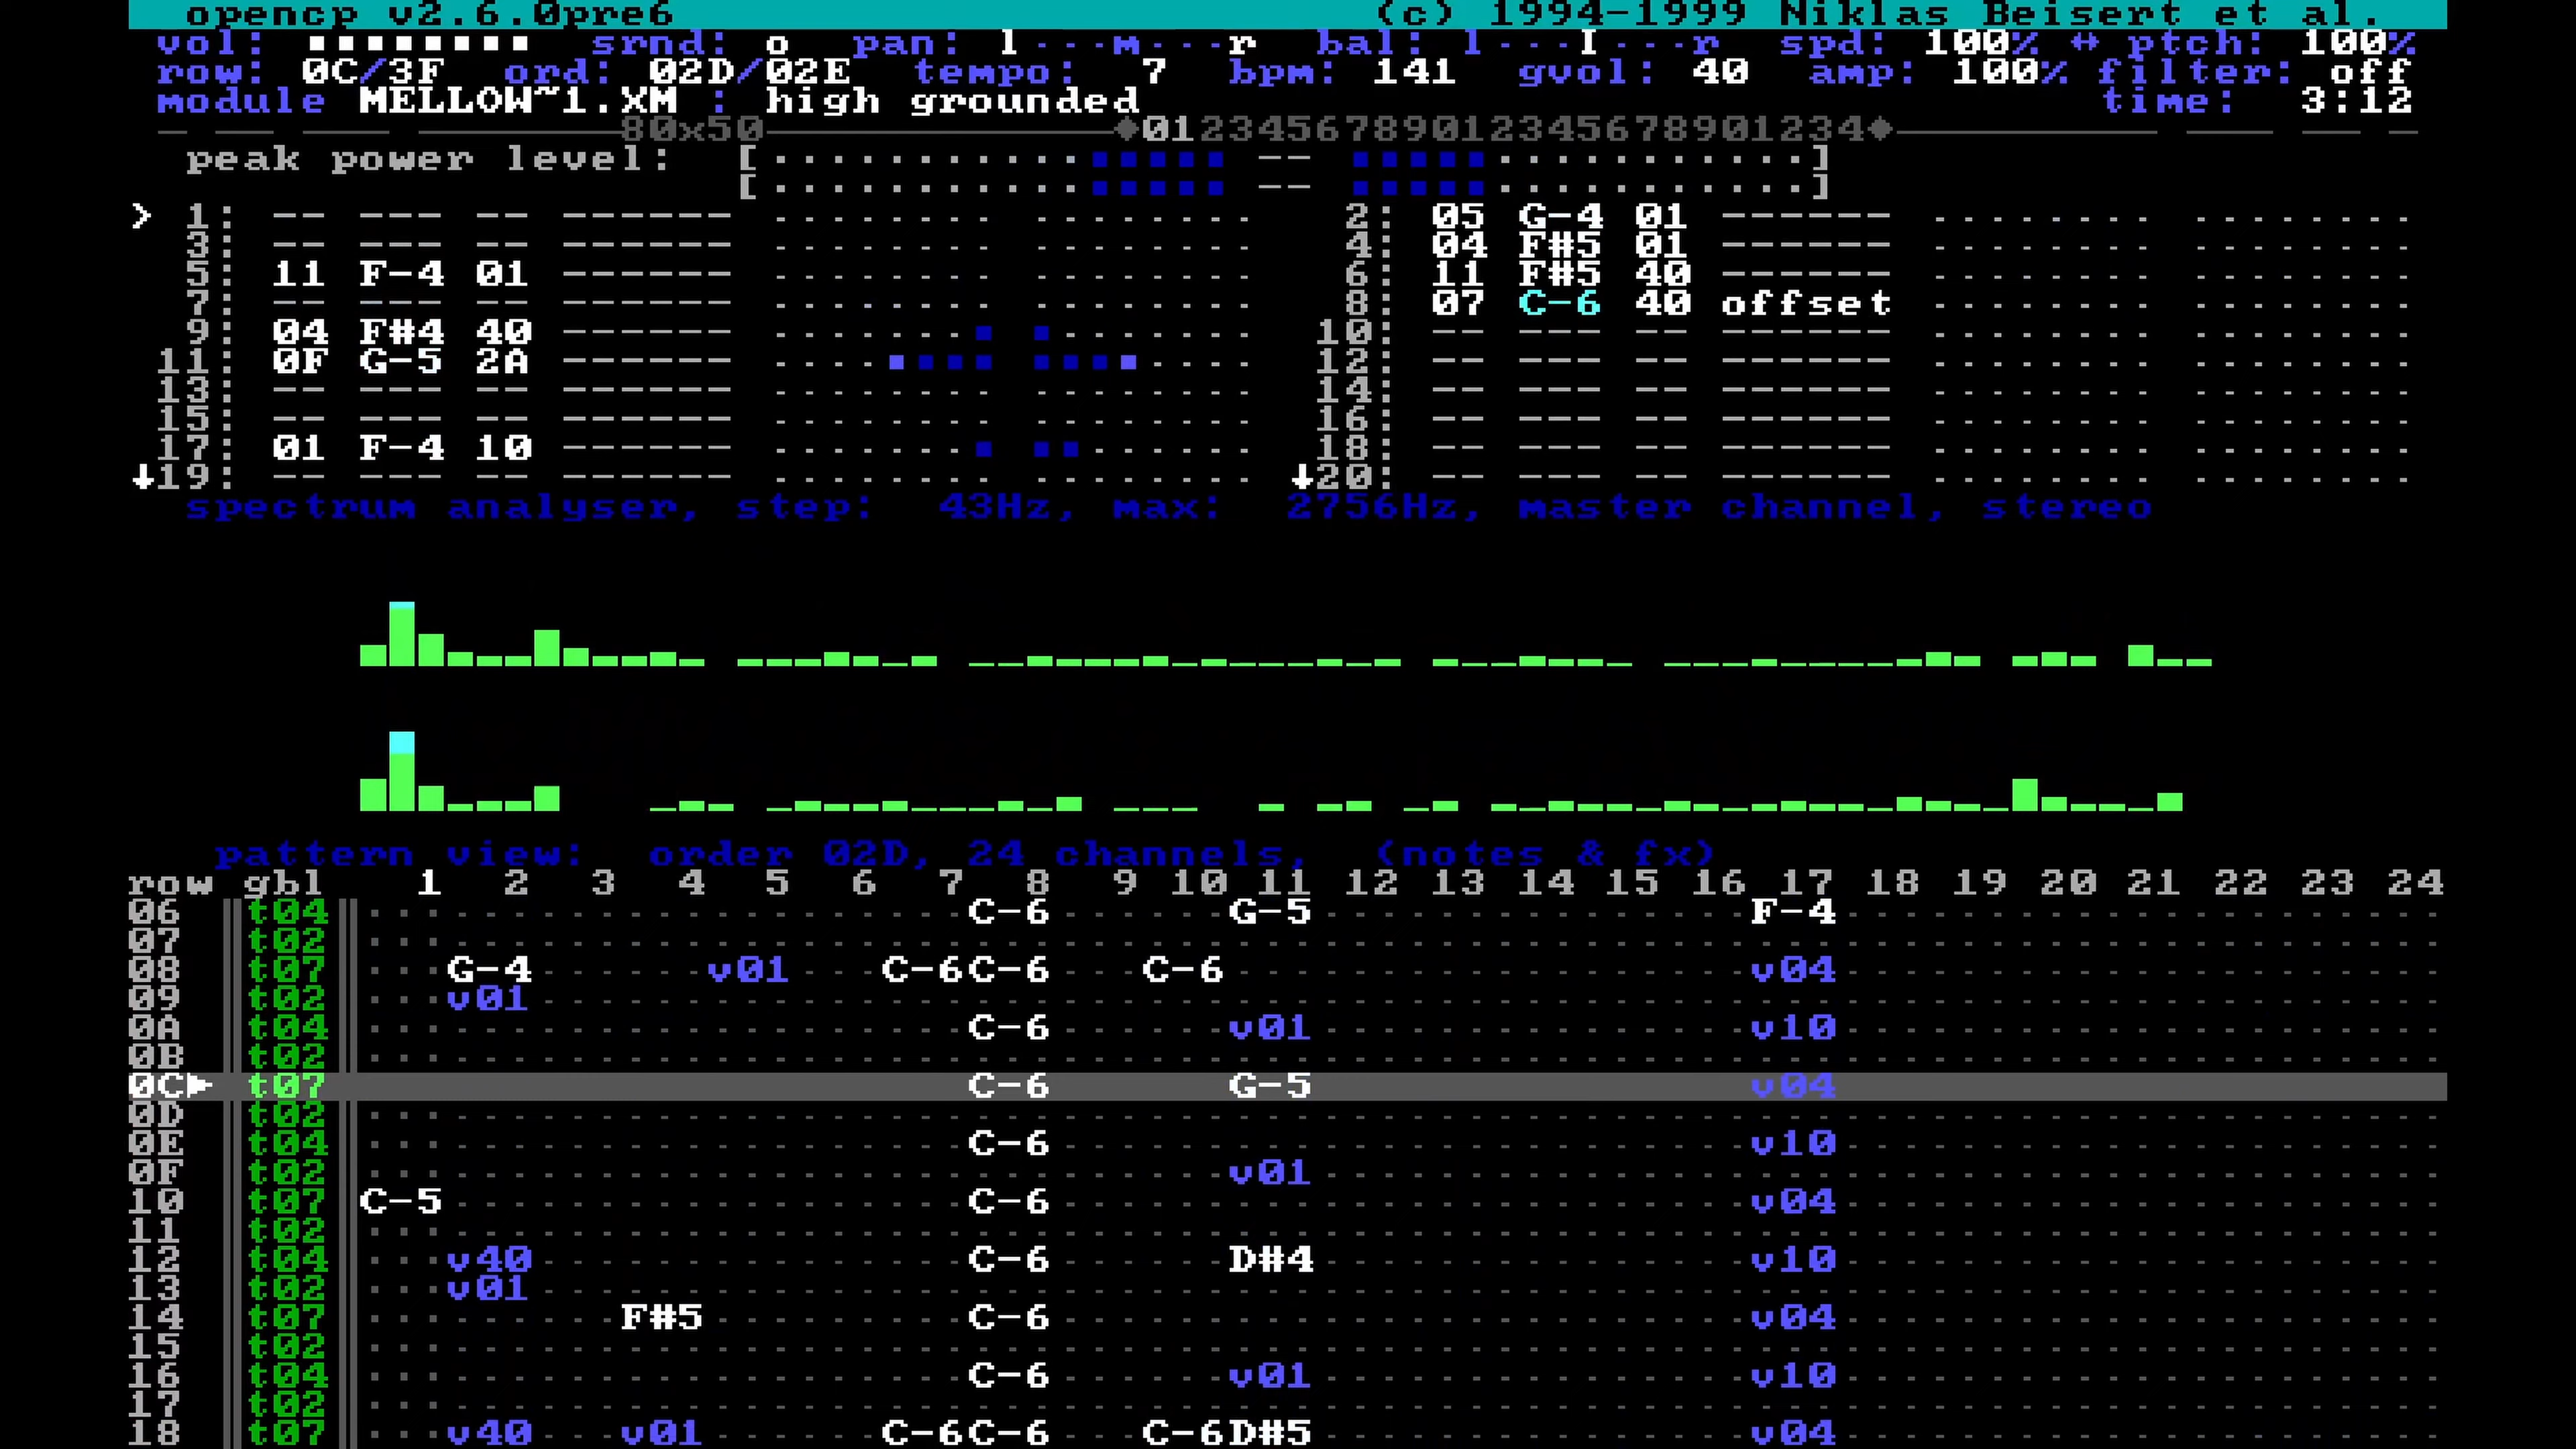 opencp v2.6.0pre6 (c) 1994-1999 Niklas Beisert et al.
vol: ▪▪▪▪▪▪▪▪ srnd: o pan: l---m---r bal: l---I---r spd: 100% ↔ ptch: 100%
row: 0C/3F ord: 02D/02E tempo: 7 bpm: 141 gvol: 40 amp: 100% filter: off
module MELLOW~1.XM : high grounded time: 3:12
80x50 ◆0123456789012345678901234◆
peak power level: [ -- -- ]
[ -- -- ]
> 1: -- --- -- ------ 2: 05 G-4 01 ------
3: -- --- -- ------ 4: 04 F#5 01 ------
5: 11 F-4 01 ------ 6: 11 F#5 40 ------
7: -- --- -- ------ 8: 07 C-6 40 offset
9: 04 F#4 40 ------ 10: -- --- -- ------
11: 0F G-5 2A ------ 12: -- --- -- ------
13: -- --- -- ------ 14: -- --- -- ------
15: -- --- -- ------ 16: -- --- -- ------
17: 01 F-4 10 ------ 18: -- --- -- ------
↓19: -- --- -- ------ ↓20: -- --- -- ------
spectrum analyser, step: 43Hz, max: 2756Hz, master channel, stereo
pattern view: order 02D, 24 channels, (notes & fx)
row gbl 1 2 3 4 5 6 7 8 9 10 11 12 13 14 15 16 17 18 19 20 21 22 23 24
06 t04 C-6 G-5 F-4
07 t02
08 t07 G-4 v01 C-6 C-6 C-6 v04
09 t02 v01
0A t04 C-6 v01 v10
0B t02
0C► t07 C-6 G-5 v04
0D t02
0E t04 C-6 v10
0F t02 v01
10 t07 C-5 C-6 v04
11 t02
12 t04 v40 C-6 D#4 v10
13 t02 v01
14 t07 F#5 C-6 v04
15 t02
16 t04 C-6 v01 v10
17 t02
18 t07 v40 v01 C-6 C-6 C-6 D#5 v04